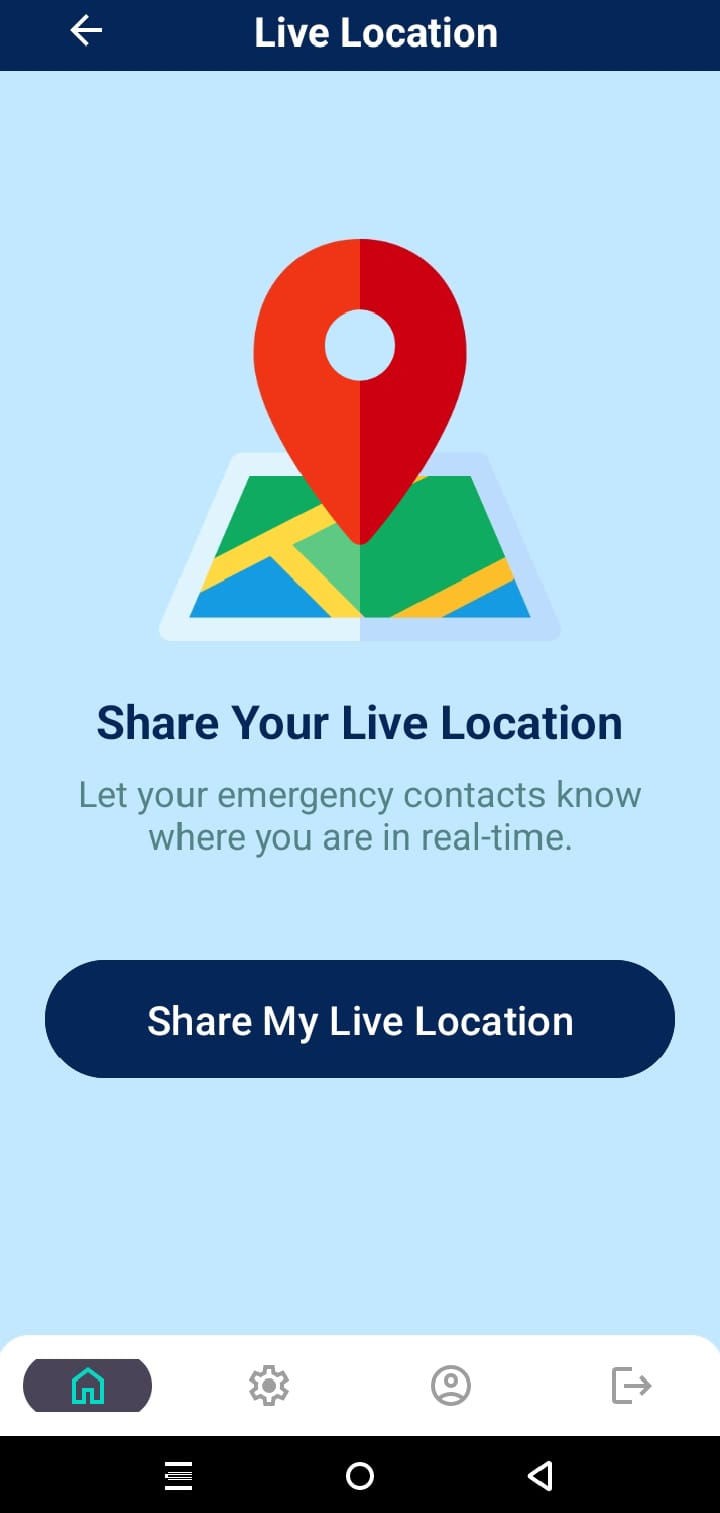 Live Location
Share Your Live Location
Let your emergency contacts know
where you are in real-time.
Share My Live Location